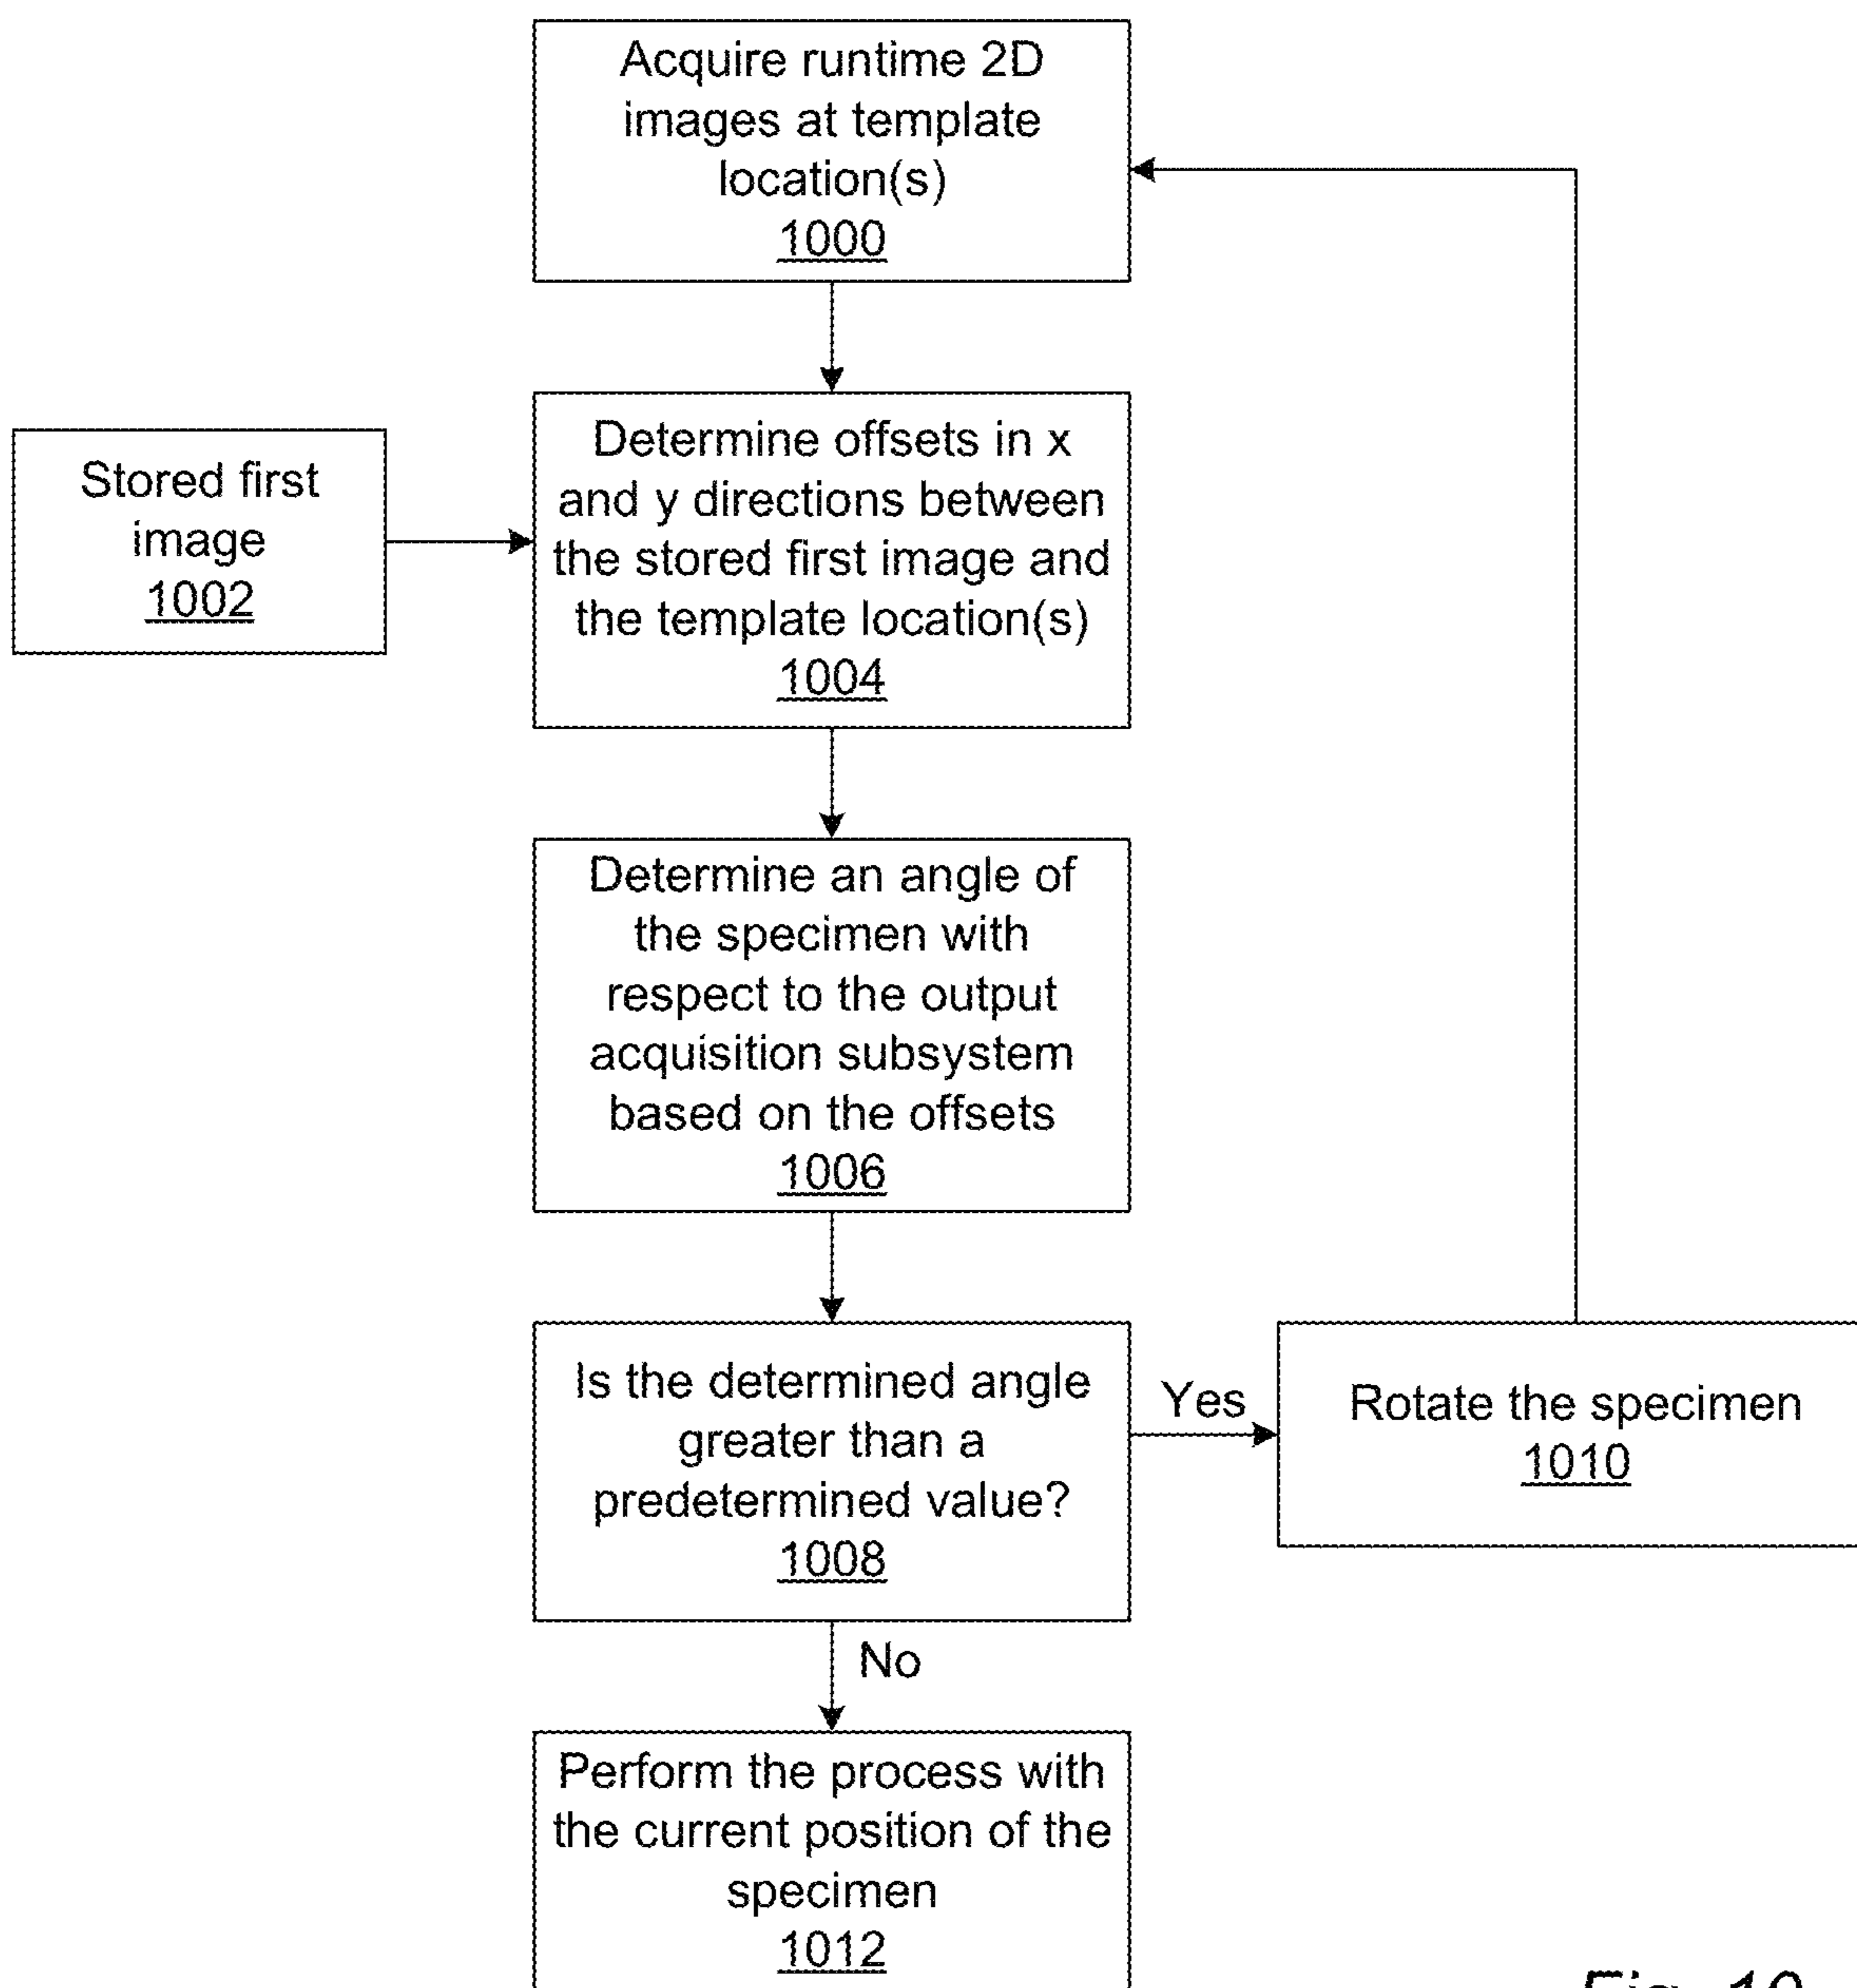 Acquire runtime 2D
images at template
location(s)
1000
Stored first
image
1002
Determine offsets in x
and y directions between
the stored first image and
the template location(s)
1004
Determine an angle of
the specimen with
respect to the output
acquisition subsystem
based on the offsets
1006
Is the determined angle
greater than a
predetermined value?
1008
Yes
Rotate the specimen
1010
No
Perform the process with
the current position of the
specimen
1012
Fig. 10